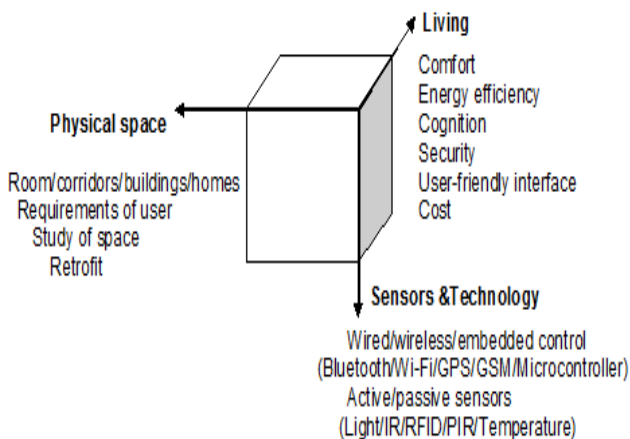 Living
Comfort
Energy efficiency
Cognition
Security
User-friendly interface
Cost
Physical space
Room/corridors/buildings/homes
Requirements of user
Study of space
Retrofit
Sensors &Technology
Wired/wireless/embedded control
(Bluetooth/Wi-Fi/GPS/GSM/Microcontroller)
Active/passive sensors
(Light/IR/RFID/PIR/Temperature)